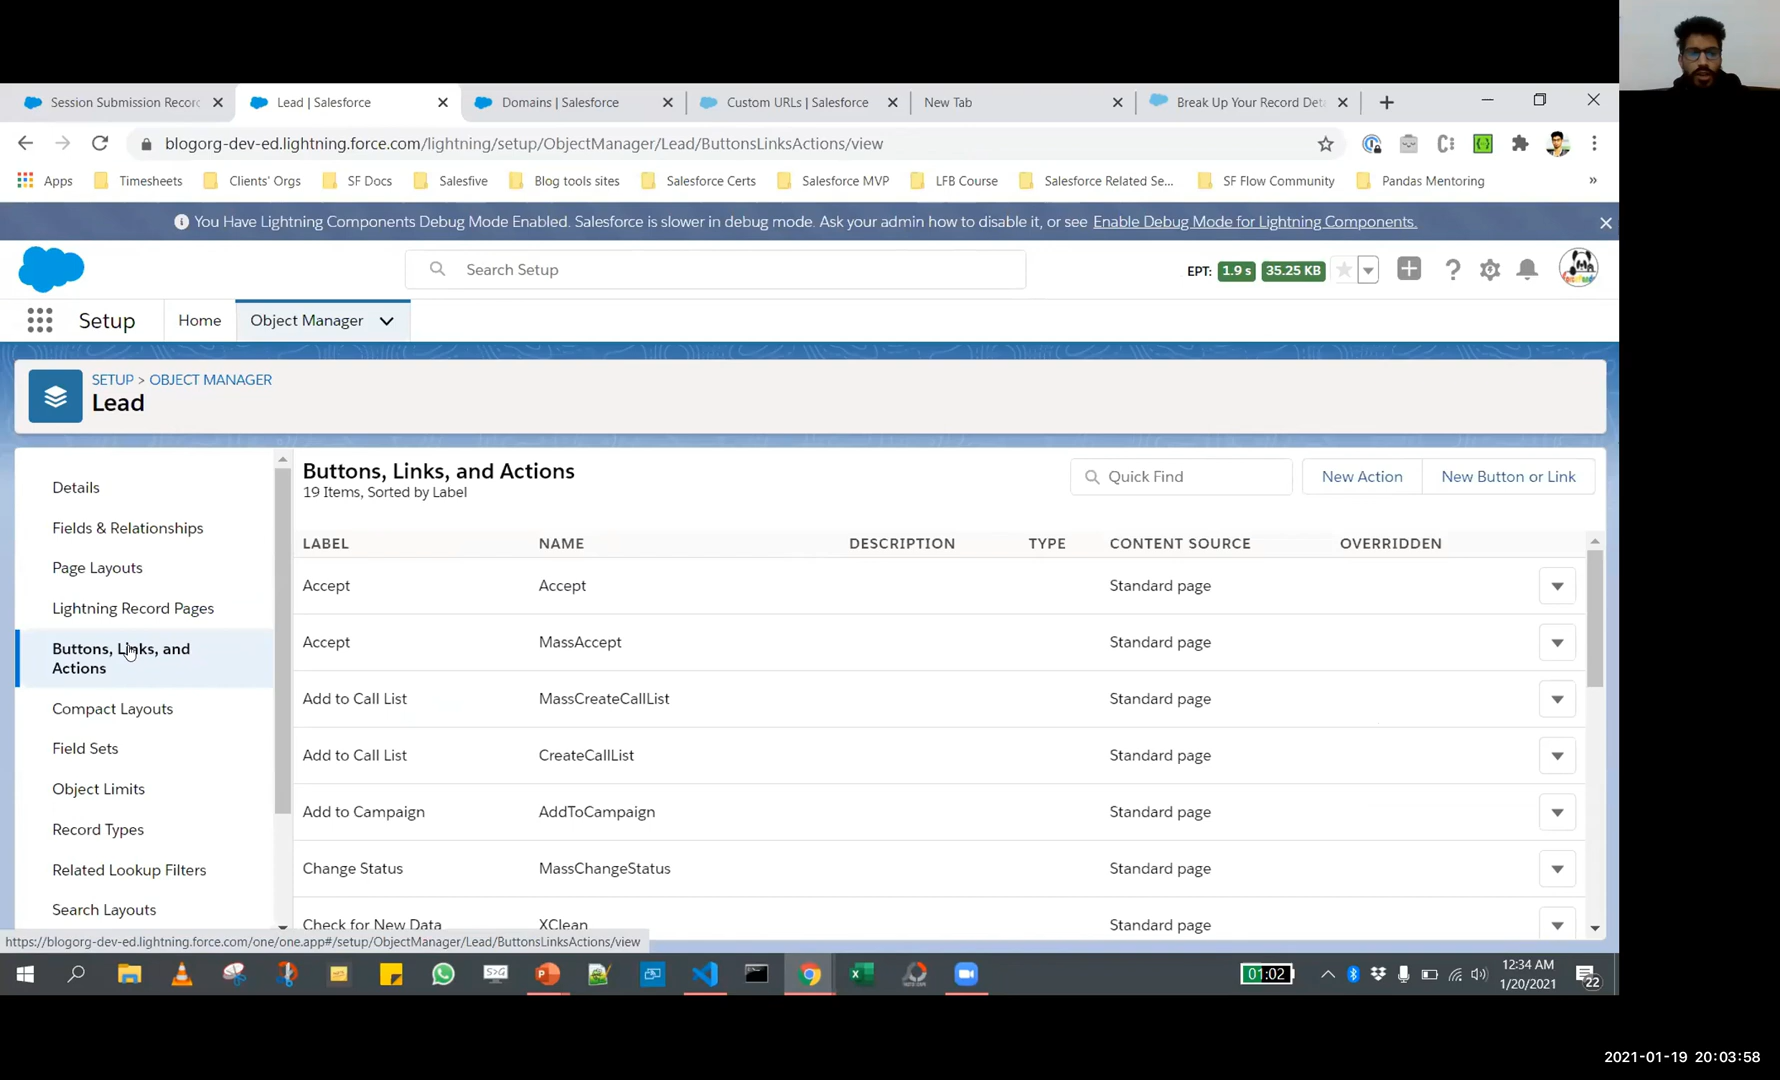 Session Submission Recor
Lead | Salesforce
Domains | Salesforce
Custom URLs | Salesforce
New Tab
Break Up Your Record Det
blogorg-dev-ed.lightning.force.com/lightning/setup/ObjectManager/Lead/ButtonsLinksActions/view
Apps
Timesheets
Clients' Orgs
SF Docs
Salesfive
Blog tools sites
Salesforce Certs
Salesforce MVP
LFB Course
Salesforce Related Se...
SF Flow Community
Pandas Mentoring
»
You Have Lightning Components Debug Mode Enabled. Salesforce is slower in debug mode. Ask your admin how to disable it, or see Enable Debug Mode for Lightning Components.
Search Setup
EPT: 1.9 s 35.25 KB
Setup
Home
Object Manager
SETUP > OBJECT MANAGER
Lead
Details
Fields & Relationships
Page Layouts
Lightning Record Pages
Buttons, Links, and
Actions
Compact Layouts
Field Sets
Object Limits
Record Types
Related Lookup Filters
Search Layouts
Buttons, Links, and Actions
19 Items, Sorted by Label
Quick Find
New Action
New Button or Link
LABEL NAME DESCRIPTION TYPE CONTENT SOURCE OVERRIDDEN
Accept Accept Standard page
Accept MassAccept Standard page
Add to Call List MassCreateCallList Standard page
Add to Call List CreateCallList Standard page
Add to Campaign AddToCampaign Standard page
Change Status MassChangeStatus Standard page
Check for New Data XClean Standard page
https://blogorg-dev-ed.lightning.force.com/one/one.app#/setup/ObjectManager/Lead/ButtonsLinksActions/view
01:02
12:34 AM
1/20/2021
22
2021-01-19 20:03:58